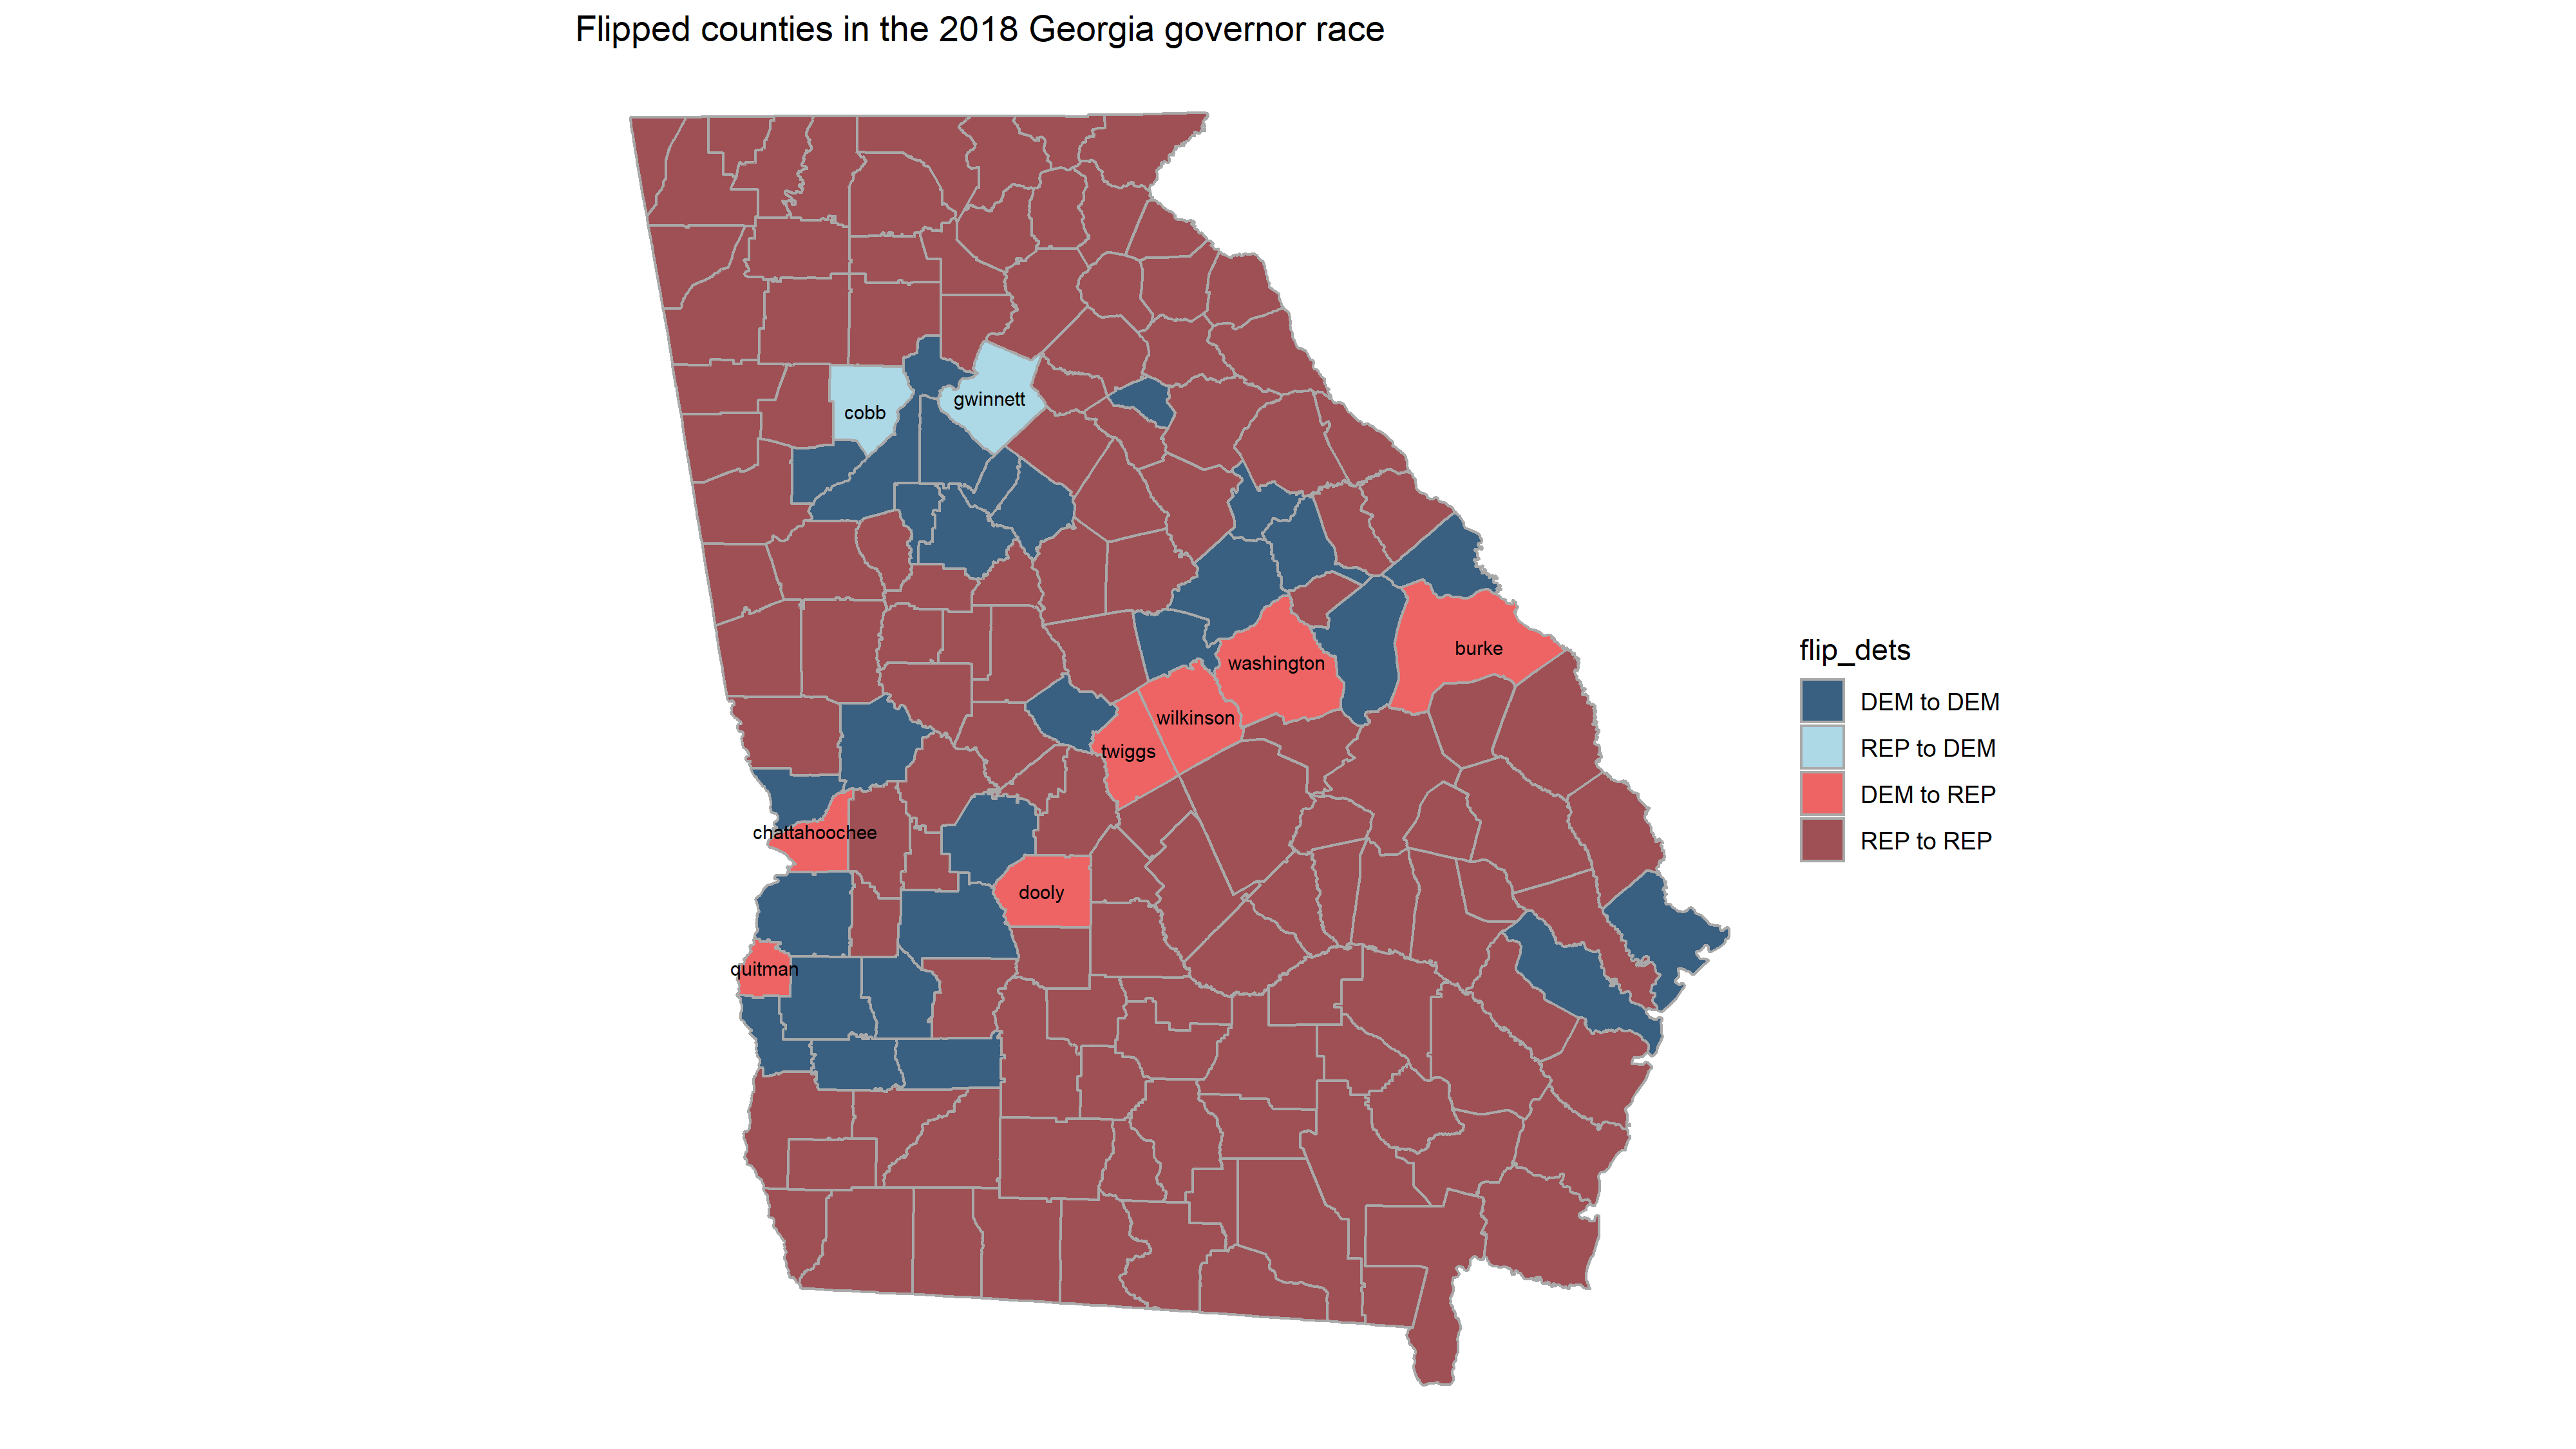 Flipped counties in the 2018 Georgia governor race
cobb
gwinnett
washington
burke
wilkinson
twiggs
chattahoochee
dooly
quitman
flip_dets
DEM to DEM
REP to DEM
DEM to REP
REP to REP